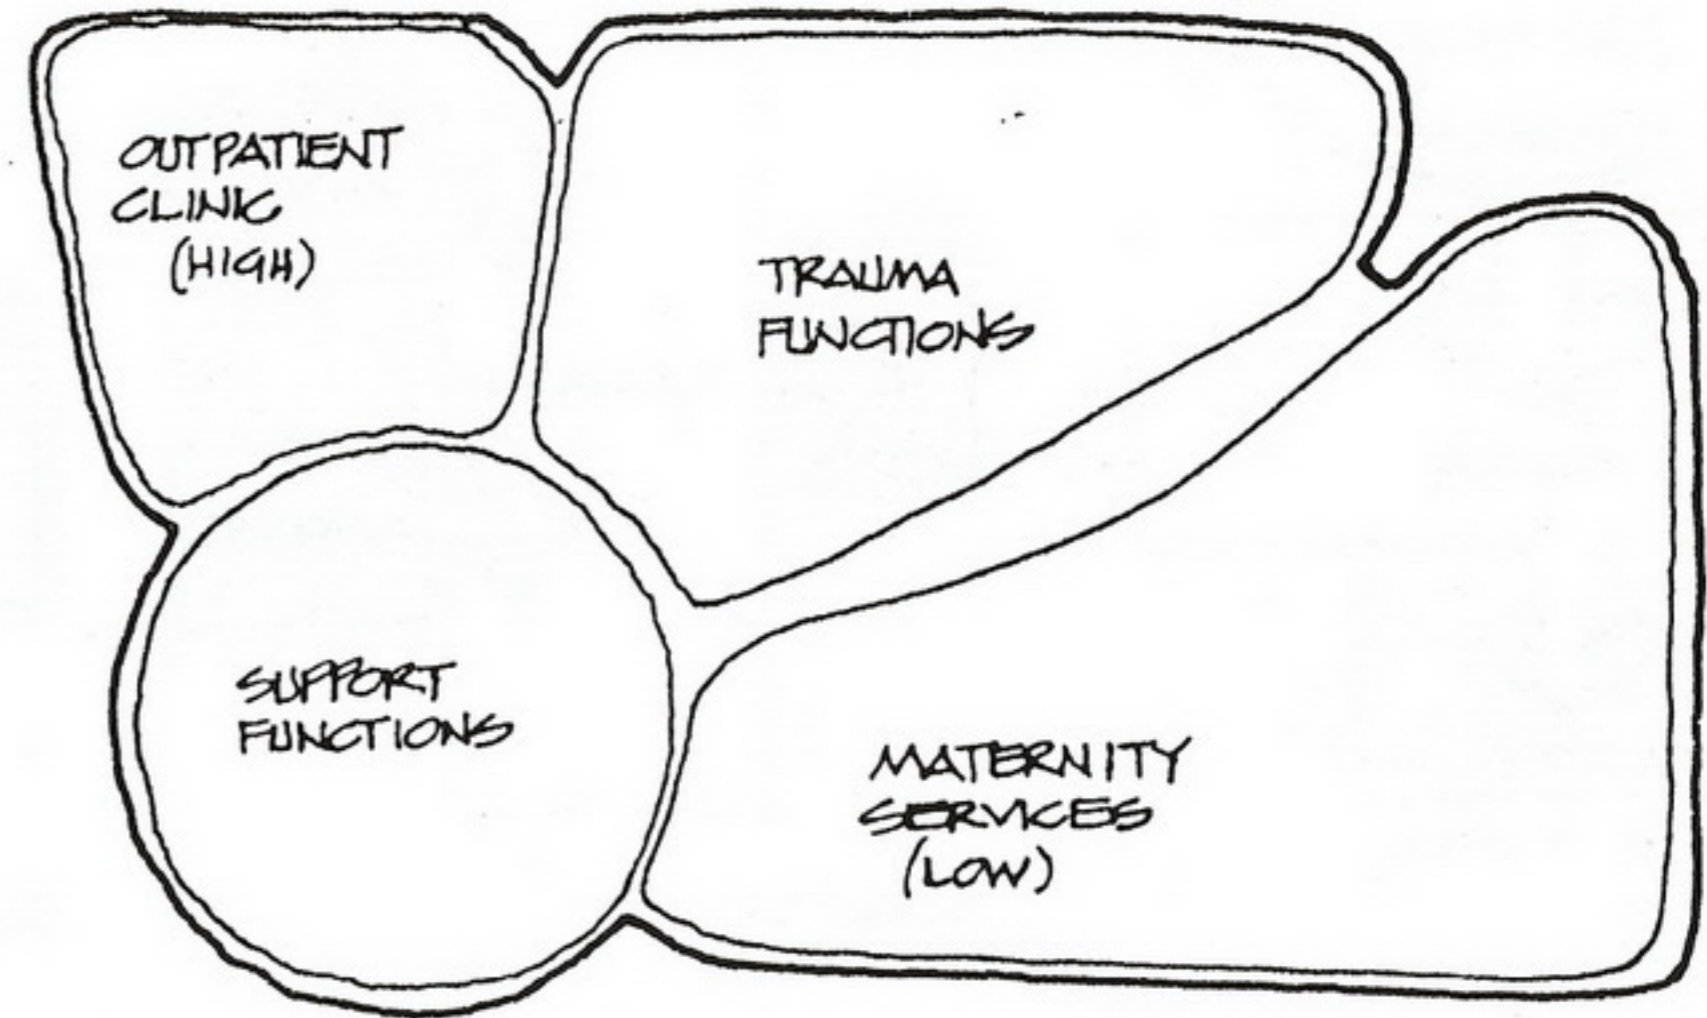 OUTPATIENT
CLINIC
(HIGH)
TRAUMA
FUNCTIONS
SUPPORT
FUNCTIONS
MATERNITY
SERVICES
(LOW)